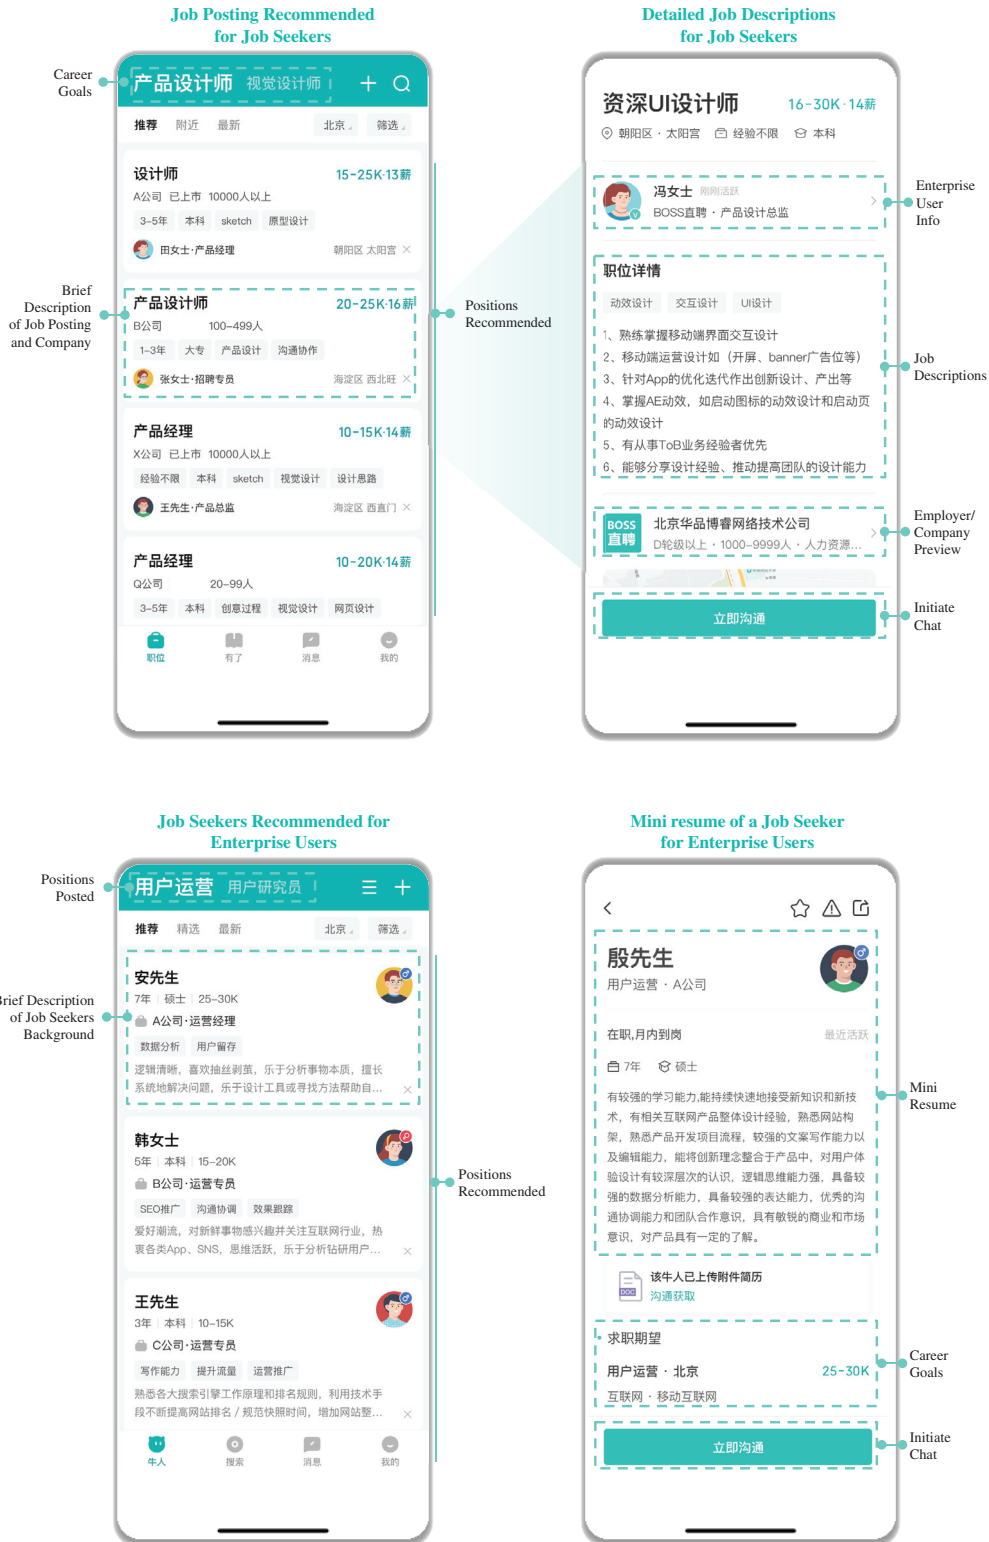 Job Posting Recommended
for Job Seekers
Career
Goals
产品设计师 视觉设计师
推荐 附近 最新 北京 筛选
设计师 15-25K·13薪
A公司 已上市 10000人以上
3-5年 本科 sketch 原型设计
田女士·产品经理 朝阳区 太阳宫
Brief
Description
of Job Posting
and Company
产品设计师 20-25K·16薪
B公司 100-499人
1-3年 大专 产品设计 沟通协作
张女士·招聘专员 海淀区 西北旺
Positions
Recommended
产品经理 10-15K·14薪
X公司 已上市 10000人以上
经验不限 本科 sketch 视觉设计 设计思路
王先生·产品总监 海淀区 西直门
产品经理 10-20K·14薪
Q公司 20-99人
3-5年 本科 创意过程 视觉设计 网页设计
职位 有了 消息 我的
Detailed Job Descriptions
for Job Seekers
资深UI设计师 16-30K·14薪
朝阳区·太阳宫 经验不限 本科
冯女士 刚刚活跃
BOSS直聘·产品设计总监
Enterprise
User
Info
职位详情
动效设计 交互设计 UI设计
1、熟练掌握移动端界面交互设计
2、移动端运营设计如（开屏、banner广告位等）
3、针对App的优化迭代作出创新设计、产出等
4、掌握AE动效，如启动图标的动效设计和启动页
的动效设计
5、有从事ToB业务经验者优先
6、能够分享设计经验、推动提高团队的设计能力
Job
Descriptions
BOSS
直聘
北京华品博睿网络技术公司
D轮级以上·1000-9999人·人力资源...
Employer/
Company
Preview
立即沟通
Initiate
Chat
Job Seekers Recommended for
Enterprise Users
Positions
Posted
用户运营 用户研究员
推荐 精选 最新 北京 筛选
安先生
7年 硕士 25-30K
A公司·运营经理
数据分析 用户留存
逻辑清晰，喜欢抽丝剥茧，乐于分析事物本质，擅长
系统地解决问题，乐于设计工具或寻找方法帮助自...
Brief Description
of Job Seekers
Background
韩女士
5年 本科 15-20K
B公司·运营专员
SEO推广 沟通协调 效果跟踪
爱好潮流，对新鲜事物感兴趣并关注互联网行业，热
衷各类App、SNS，思维活跃，乐于分析钻研用户...
Positions
Recommended
王先生
3年 本科 10-15K
C公司·运营专员
写作能力 提升流量 运营推广
熟悉各大搜索引擎工作原理和排名规则，利用技术手
段不断提高网站排名／规范快照时间，增加网站整...
牛人 搜索 消息 我的
Mini resume of a Job Seeker
for Enterprise Users
殷先生
用户运营·A公司
在职,月内到岗 最近活跃
7年 硕士
有较强的学习能力,能持续快速地接受新知识和新技
术，有相关互联网产品整体设计经验，熟悉网站构
架，熟悉产品开发项目流程，较强的文案写作能力以
及编辑能力，能将创新理念整合于产品中，对用户体
验设计有较深层次的认识，逻辑思维能力强，具备较
强的数据分析能力，具备较强的表达能力，优秀的沟
通协调能力和团队合作意识，具有敏锐的商业和市场
意识，对产品具有一定的了解。
Mini
Resume
DOC
该牛人已上传附件简历
沟通获取
求职期望
用户运营·北京 25-30K
互联网·移动互联网
Career
Goals
立即沟通
Initiate
Chat